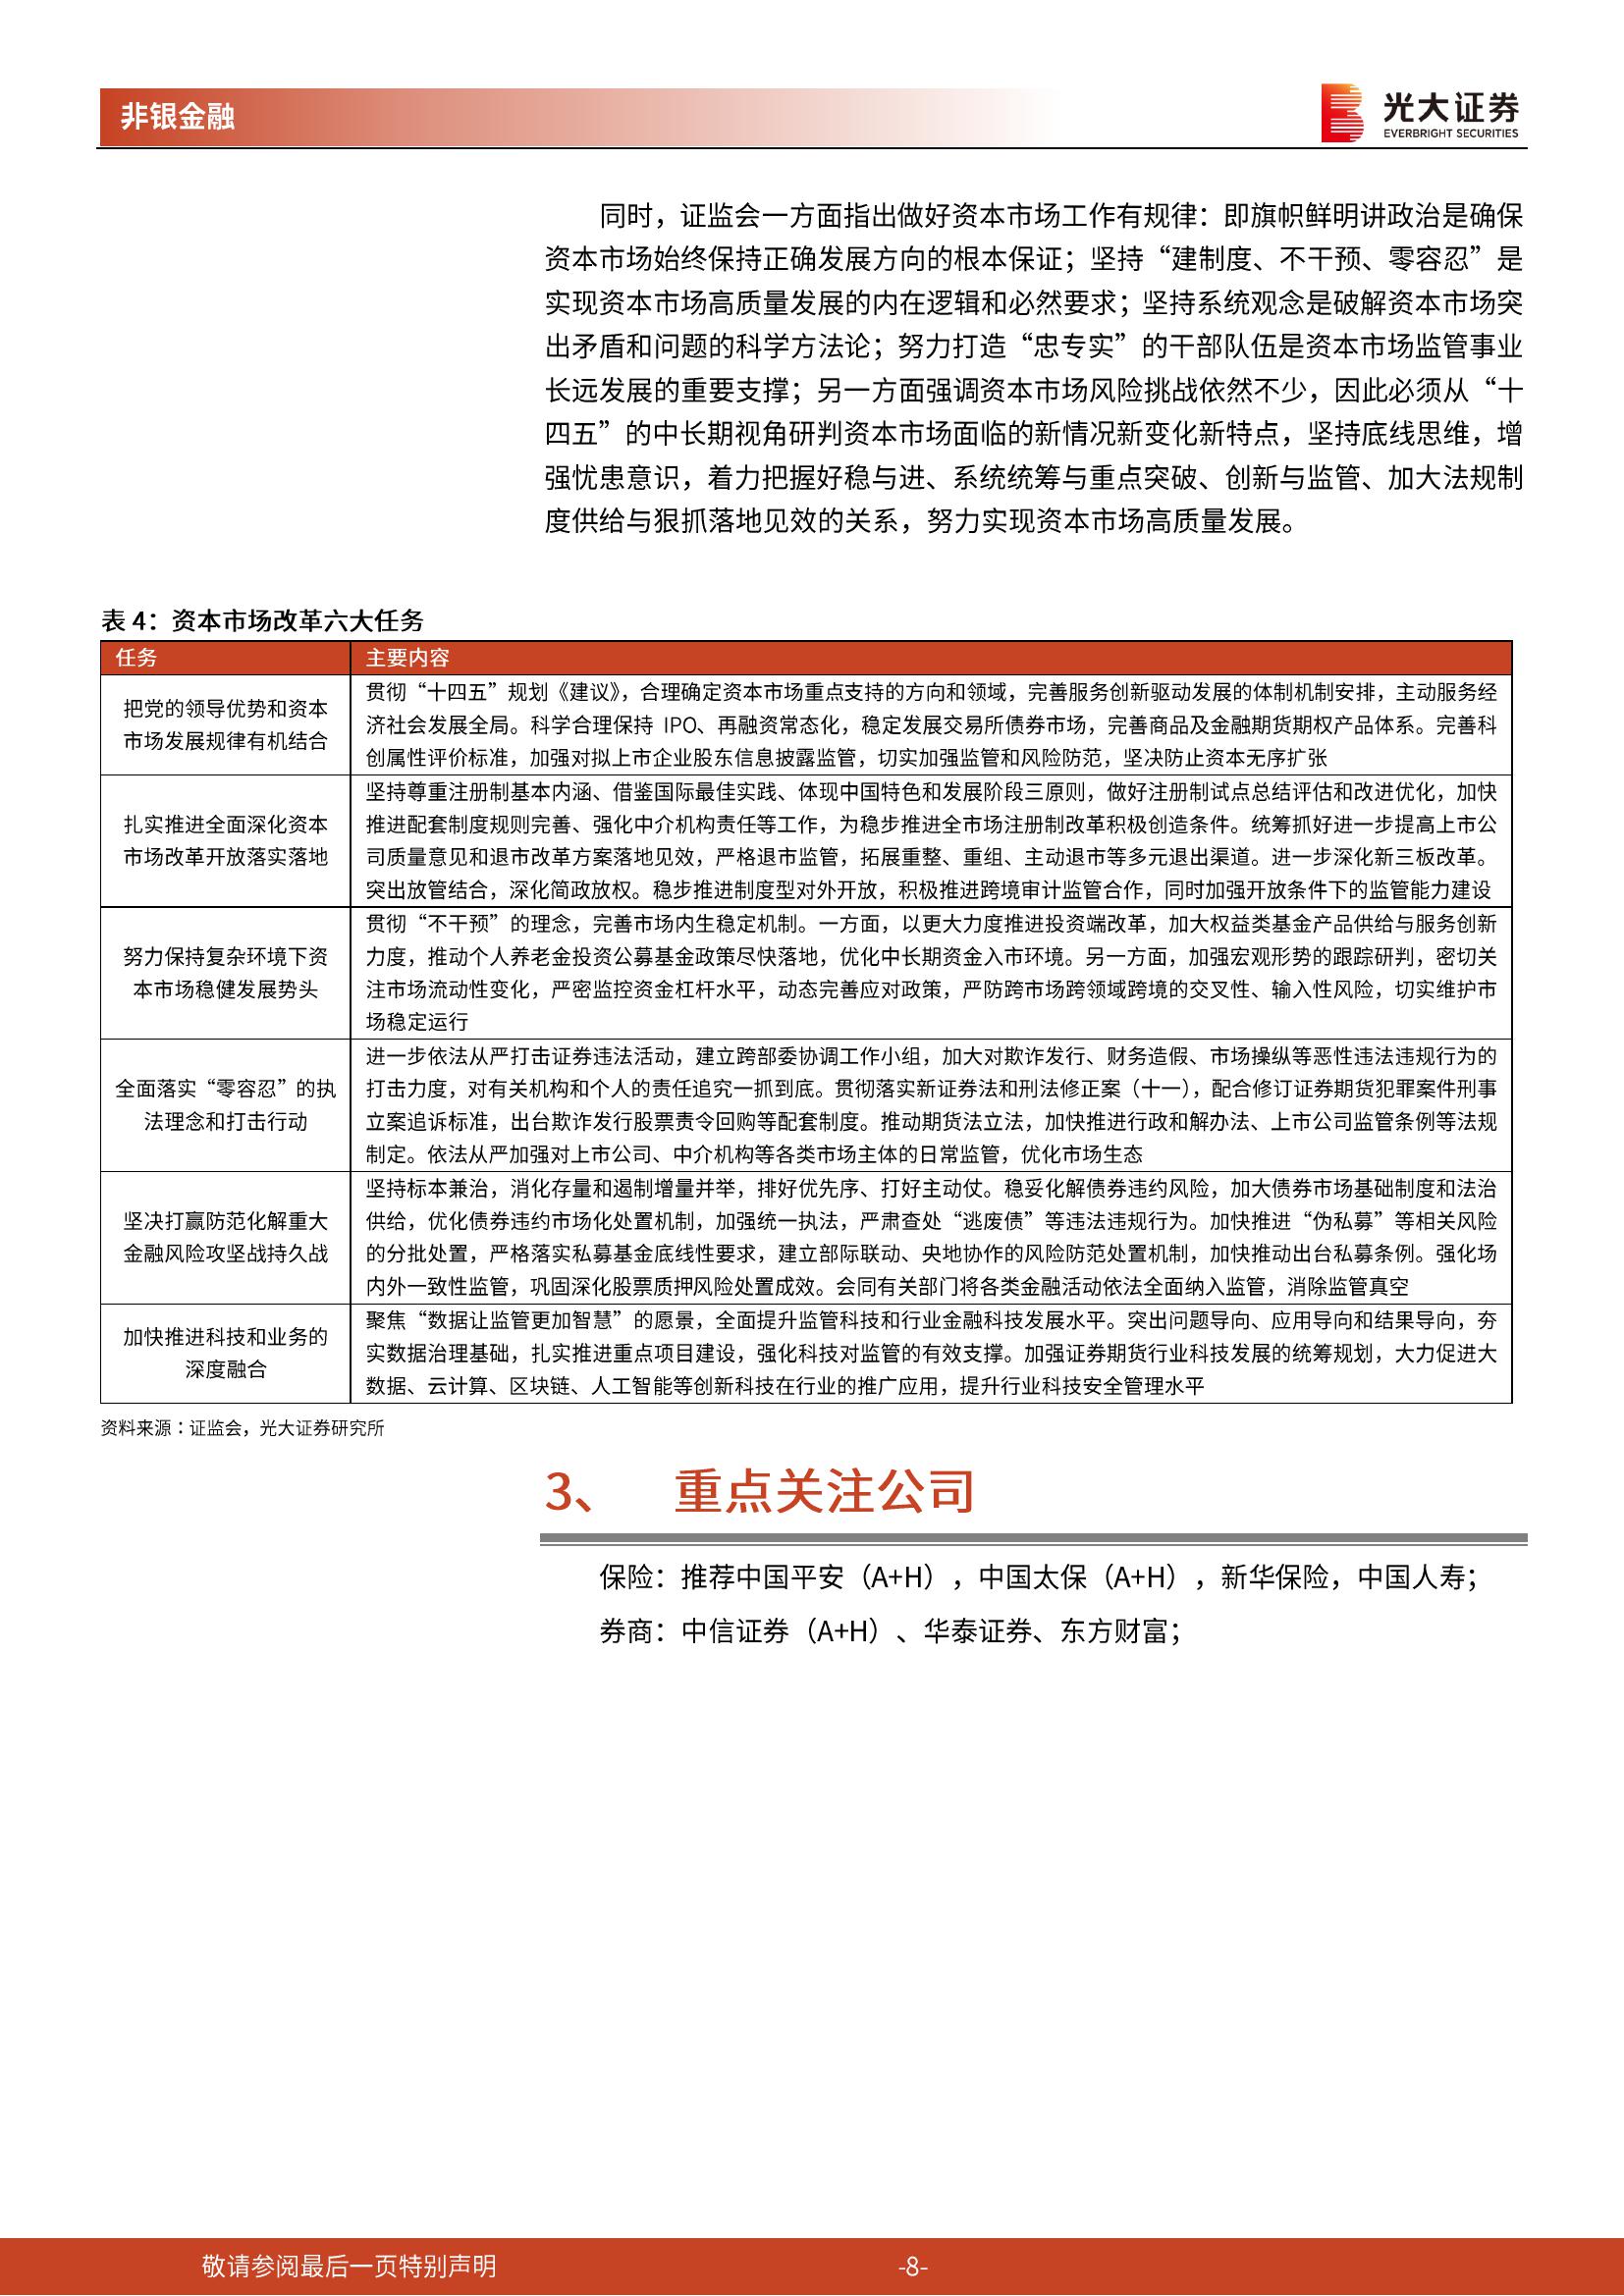 非银金融
光大证券
EVERBRIGHT SECURITIES
同时，证监会一方面指出做好资本市场工作有规律：即旗帜鲜明讲政治是确保
资本市场始终保持正确发展方向的根本保证；坚持“建制度、不干预、零容忍”是
实现资本市场高质量发展的内在逻辑和必然要求；坚持系统观念是破解资本市场突
出矛盾和问题的科学方法论；努力打造“忠专实”的干部队伍是资本市场监管事业
长远发展的重要支撑；另一方面强调资本市场风险挑战依然不少，因此必须从“十
四五”的中长期视角研判资本市场面临的新情况新变化新特点，坚持底线思维，增
强忧患意识，着力把握好稳与进、系统统筹与重点突破、创新与监管、加大法规制
度供给与狠抓落地见效的关系，努力实现资本市场高质量发展。
表 4：资本市场改革六大任务
任务
主要内容
把党的领导优势和资本
市场发展规律有机结合
贯彻“十四五”规划《建议》，合理确定资本市场重点支持的方向和领域，完善服务创新驱动发展的体制机制安排，主动服务经
济社会发展全局。科学合理保持 IPO、再融资常态化，稳定发展交易所债券市场，完善商品及金融期货期权产品体系。完善科
创属性评价标准，加强对拟上市企业股东信息披露监管，切实加强监管和风险防范，坚决防止资本无序扩张
扎实推进全面深化资本
市场改革开放落实落地
坚持尊重注册制基本内涵、借鉴国际最佳实践、体现中国特色和发展阶段三原则，做好注册制试点总结评估和改进优化，加快
推进配套制度规则完善、强化中介机构责任等工作，为稳步推进全市场注册制改革积极创造条件。统筹抓好进一步提高上市公
司质量意见和退市改革方案落地见效，严格退市监管，拓展重整、重组、主动退市等多元退出渠道。进一步深化新三板改革。
突出放管结合，深化简政放权。稳步推进制度型对外开放，积极推进跨境审计监管合作，同时加强开放条件下的监管能力建设
努力保持复杂环境下资
本市场稳健发展势头
贯彻“不干预”的理念，完善市场内生稳定机制。一方面，以更大力度推进投资端改革，加大权益类基金产品供给与服务创新
力度，推动个人养老金投资公募基金政策尽快落地，优化中长期资金入市环境。另一方面，加强宏观形势的跟踪研判，密切关
注市场流动性变化，严密监控资金杠杆水平，动态完善应对政策，严防跨市场跨领域跨境的交叉性、输入性风险，切实维护市
场稳定运行
全面落实“零容忍”的执
法理念和打击行动
进一步依法从严打击证券违法活动，建立跨部委协调工作小组，加大对欺诈发行、财务造假、市场操纵等恶性违法违规行为的
打击力度，对有关机构和个人的责任追究一抓到底。贯彻落实新证券法和刑法修正案（十一），配合修订证券期货犯罪案件刑事
立案追诉标准，出台欺诈发行股票责令回购等配套制度。推动期货法立法，加快推进行政和解办法、上市公司监管条例等法规
制定。依法从严加强对上市公司、中介机构等各类市场主体的日常监管，优化市场生态
坚决打赢防范化解重大
金融风险攻坚战持久战
坚持标本兼治，消化存量和遏制增量并举，排好优先序、打好主动仗。稳妥化解债券违约风险，加大债券市场基础制度和法治
供给，优化债券违约市场化处置机制，加强统一执法，严肃查处“逃废债”等违法违规行为。加快推进“伪私募”等相关风险
的分批处置，严格落实私募基金底线性要求，建立部际联动、央地协作的风险防范处置机制，加快推动出台私募条例。强化场
内外一致性监管，巩固深化股票质押风险处置成效。会同有关部门将各类金融活动依法全面纳入监管，消除监管真空
加快推进科技和业务的
深度融合
聚焦“数据让监管更加智慧”的愿景，全面提升监管科技和行业金融科技发展水平。突出问题导向、应用导向和结果导向，夯
实数据治理基础，扎实推进重点项目建设，强化科技对监管的有效支撑。加强证券期货行业科技发展的统筹规划，大力促进大
数据、云计算、区块链、人工智能等创新科技在行业的推广应用，提升行业科技安全管理水平
资料来源：证监会，光大证券研究所
3、 重点关注公司
保险：推荐中国平安（A+H），中国太保（A+H），新华保险，中国人寿；
券商：中信证券（A+H）、华泰证券、东方财富；
敬请参阅最后一页特别声明
-8-